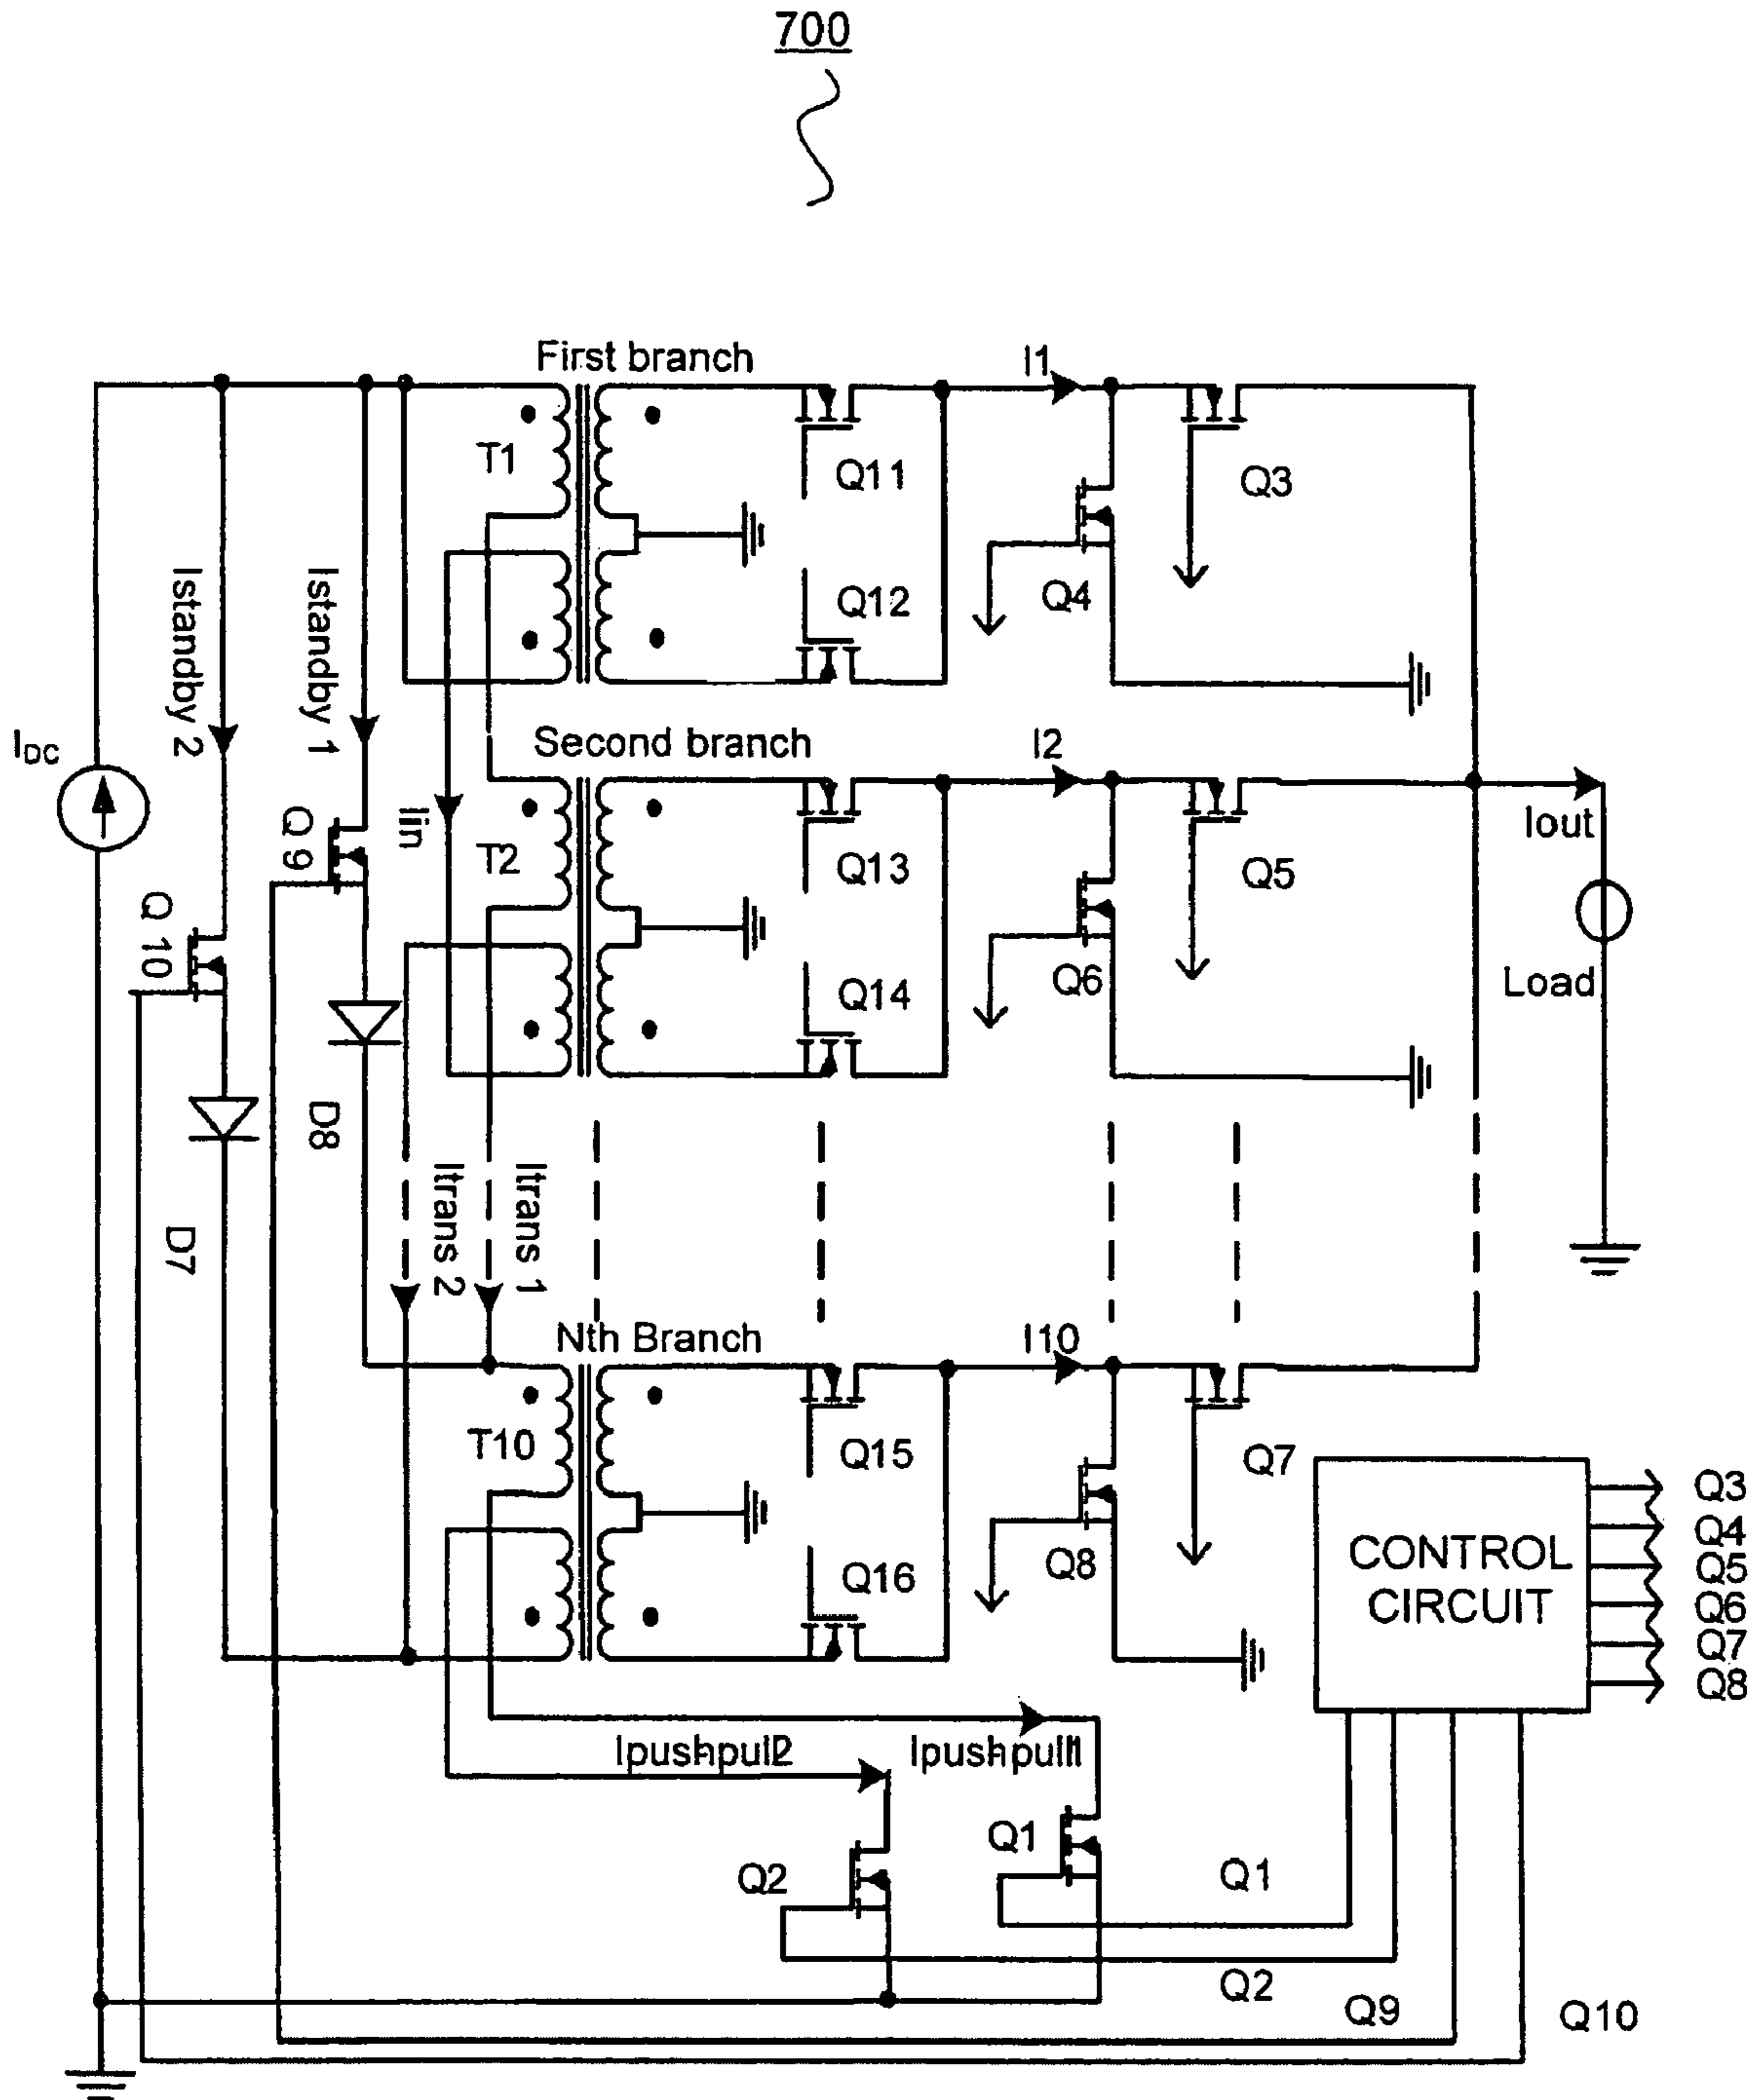 700
First branch
I1
T1
Q11
Q3
Q12
Q4
Istandby 2
Istandby 1
IDC
Second branch
I2
Iin
Iout
Q 9
T2
Q13
Q5
Q 10
Q14
Q6
Load
D8
D7
Itrans 2
Itrans 1
Nth Branch
I10
T10
Q15
Q7
Q16
Q8
CONTROL
CIRCUIT
Q3
Q4
Q5
Q6
Q7
Q8
Ipushpull2
Ipushpull1
Q1
Q2
Q1
Q2
Q9
Q10